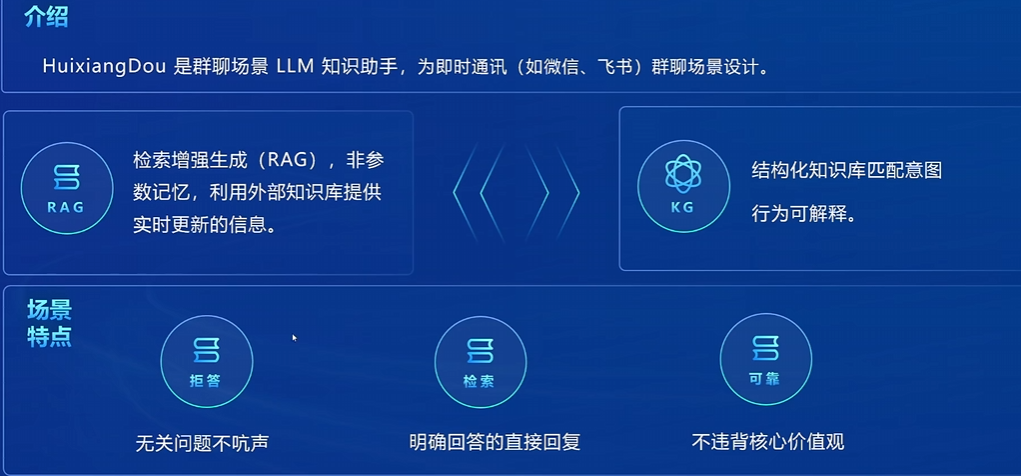 介绍
HuixiangDou 是群聊场景 LLM 知识助手，为即时通讯（如微信、飞书）群聊场景设计。
RAG
检索增强生成（RAG），非参
数记忆，利用外部知识库提供
实时更新的信息。
KG
结构化知识库匹配意图
行为可解释。
场景
特点
拒答
无关问题不吭声
检索
明确回答的直接回复
可靠
不违背核心价值观